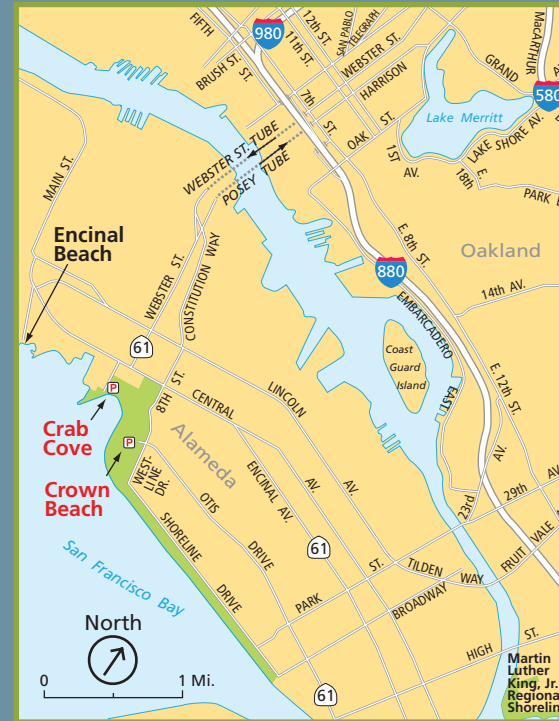 FIFTH
ST.
980
12th ST.
11th ST.
SAN PABLO
TELEGRAPH
MacARTHUR
BRUSH ST.
WEBSTER ST.
GRAND
580
HARRISON
7th
ST.
Lake Merritt
OAK ST.
LAKE SHORE AV.
WEBSTER ST. TUBE
POSEY TUBE
1ST
AV.
E.
18th
PARK
MAIN ST.
Encinal
Beach
E. 8th ST.
Oakland
880
WEBSTER ST.
CONSTITUTION WAY
14th AV.
EMBARCADERO
EAST
61
Coast
Guard
Island
E. 12th ST.
8TH ST.
CENTRAL
AV.
LINCOLN
AV.
P
Crab
Cove
P
Crown
Beach
Alameda
WEST-
LINE
DR.
OTIS
DRIVE
ENCINAL AV.
23rd
AV.
29th
AV
61
SHORELINE
DRIVE
San Francisco Bay
PARK
ST.
TILDEN
WAY
FRUIT VALE
BROADWAY
North
HIGH
ST.
0
1 Mi.
61
Martin
Luther
King, Jr.
Regional
Shoreline